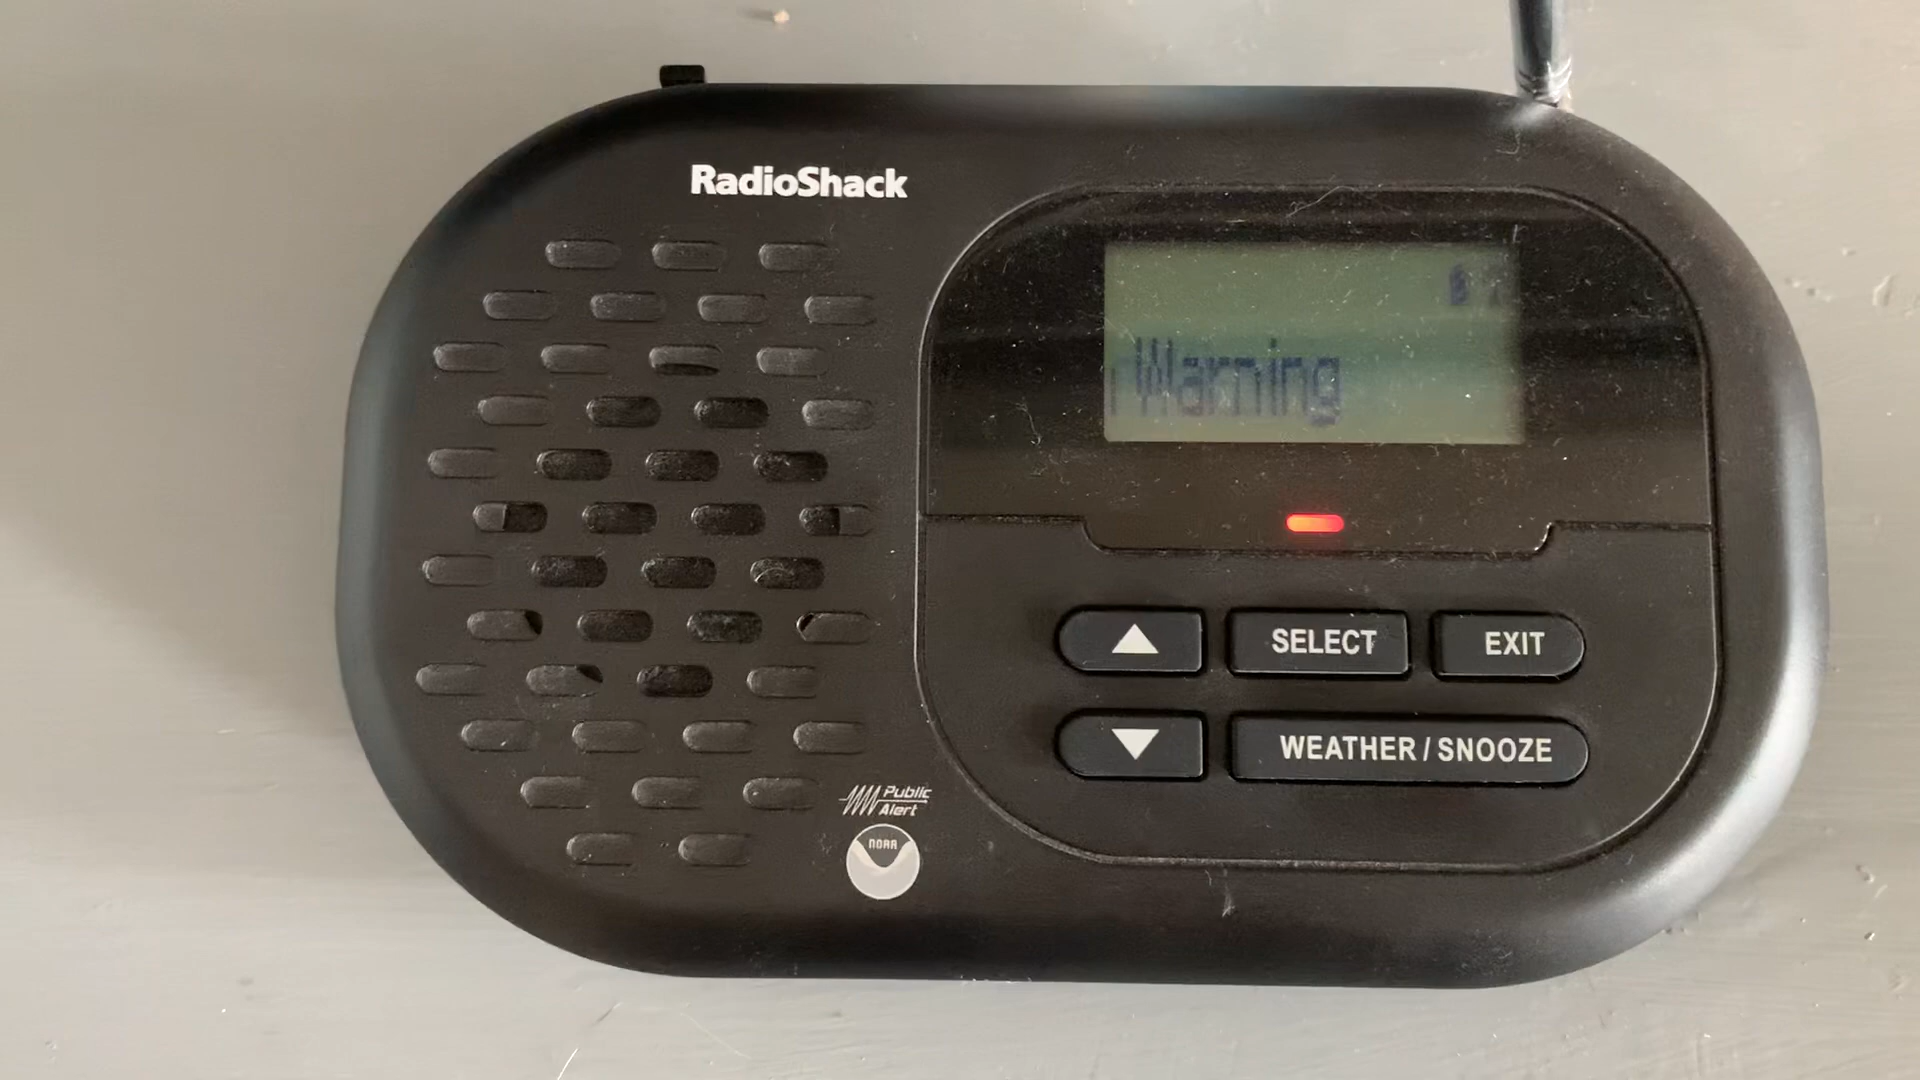 RadioShack
Warning
SELECT
EXIT
WEATHER / SNOOZE
Public
Alert
NOAA